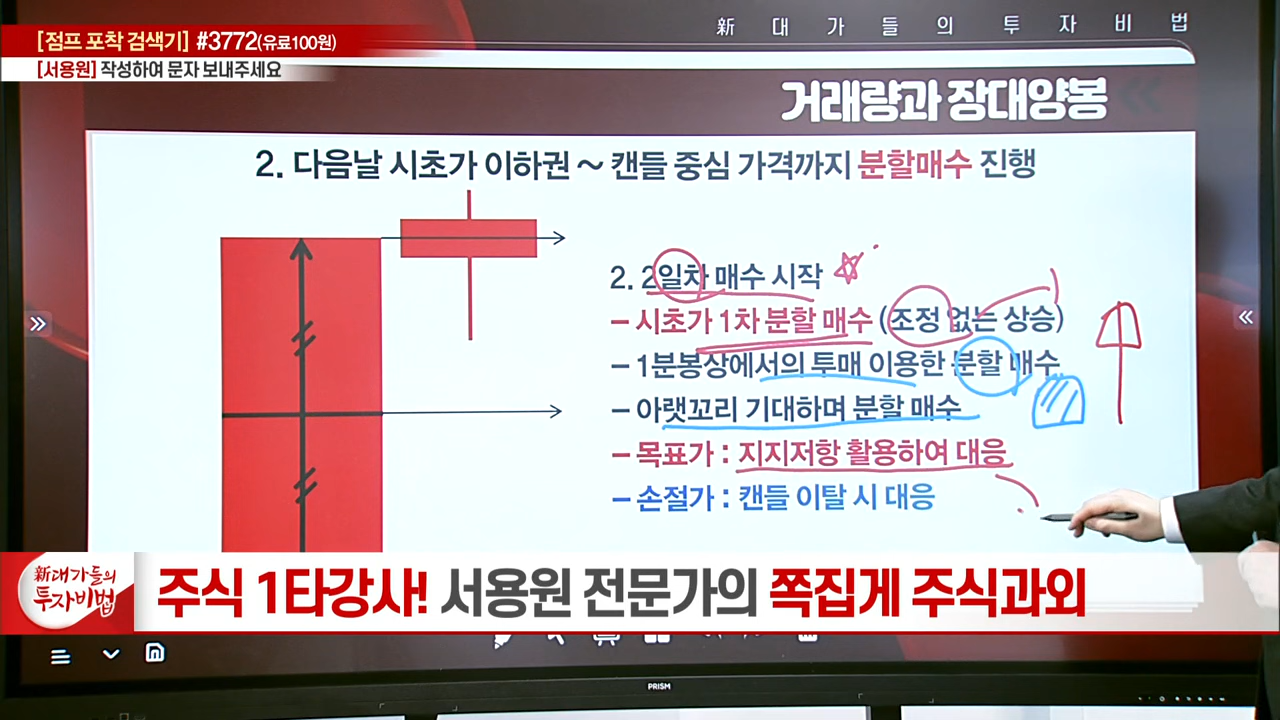 [점프 포착 검색기] #3772(유료100원)
[서용원] 작성하여 문자 보내주세요
新 대 가 들 의 투 자 비 법
거래량과 장대양봉
2. 다음날 시초가 이하권 ~ 캔들 중심 가격까지 분할매수 진행
2. 2일차 매수 시작
– 시초가 1차 분할 매수 (조정 없는 상승)
– 1분봉상에서의 투매 이용한 분할 매수
– 아랫꼬리 기대하며 분할 매수
– 목표가 : 지지저항 활용하여 대응
– 손절가 : 캔들 이탈 시 대응
新대가들의
투자비법
주식 1타강사! 서용원 전문가의 쪽집게 주식과외
PRISM